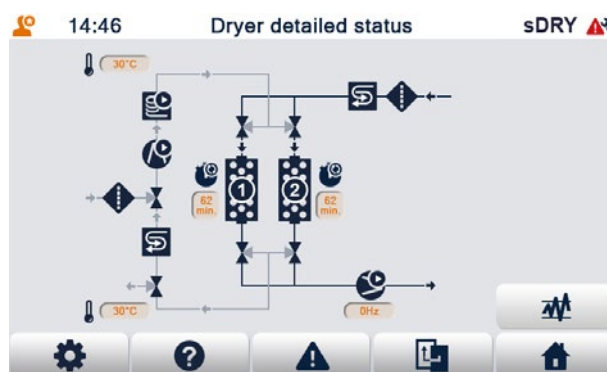 14:46 Dryer detailed status sDRY
30°C
1 2
62 min. 62 min.
30°C
0Hz